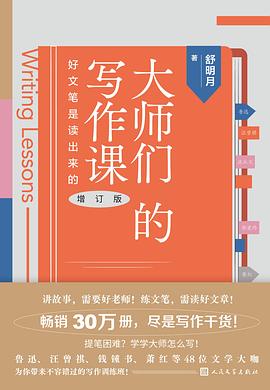 Writing Lessons
舒明月 著
大师们的
写作课
好文笔是读出来的
增订版
鲁迅
汪曾祺
张爱玲
萧红
讲故事,需要好老师!练文笔,需读好文章!
畅销30万册,尽是写作干货!
提笔困难?学学大师怎么写!
鲁迅、汪曾祺、钱锺书、萧红等48位文学大咖
为你带来不容错过的写作训练班!
人民文学出版社